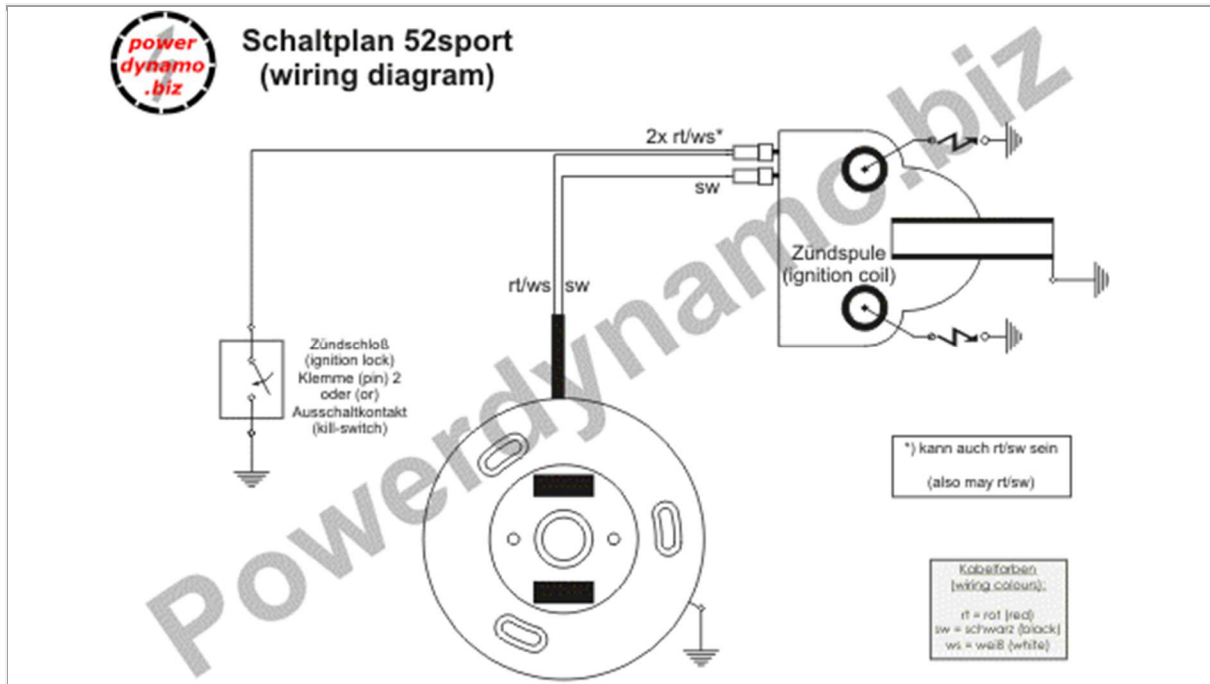 power
dynamo
.biz
Schaltplan 52sport
(wiring diagram)
2x rt/ws*
sw
Zündspule
(ignition coil)
rt/ws sw
Zündschloß
(ignition lock)
Klemme (pin) 2
oder (or)
Ausschaltkontakt
(kill-switch)
*) kann auch rt/sw sein
(also may rt/sw)
Kabelfarben
(wiring colours):
rt = rot (red)
sw = schwarz (black)
ws = weiß (white)
Powerdynamo.biz